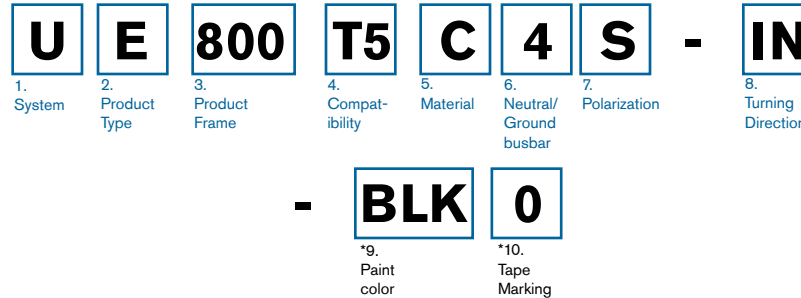 U E 800 T5 C 4 S - IN
1. 2. 3. 4. 5. 6. 7. 8.
System Product Product Compat- Material Neutral/ Polarization Turning
Type Frame ibility Ground Direction
busbar
- BLK 0
*9. *10.
Paint Tape
color Marking